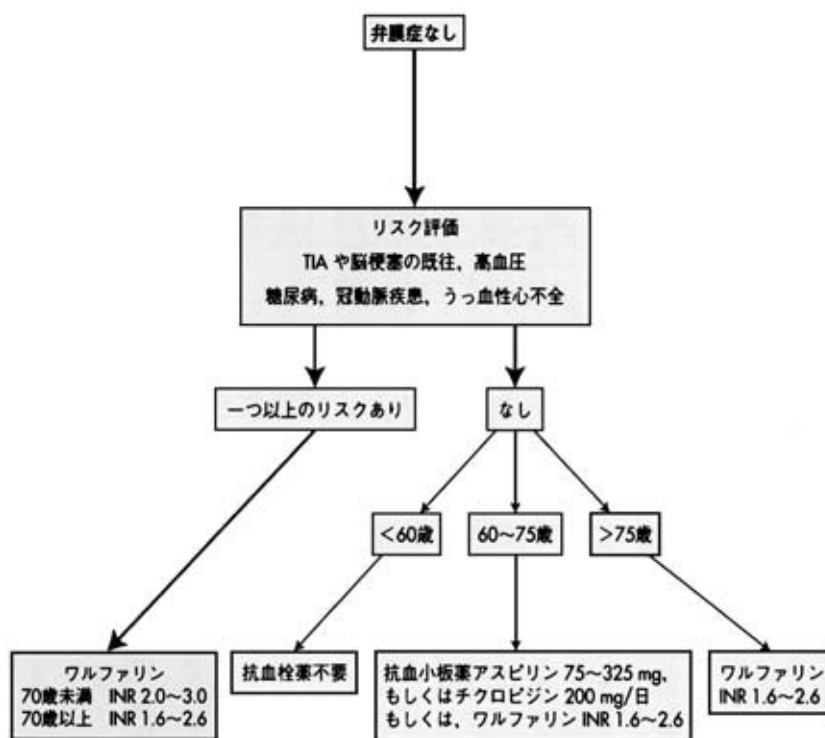 弁膜症なし
リスク評価
TIA や脳梗塞の既往，高血圧
糖尿病，冠動脈疾患，うっ血性心不全
一つ以上のリスクあり
なし
＜60歳
60〜75歳
＞75歳
ワルファリン
70歳未満 INR 2.0〜3.0
70歳以上 INR 1.6〜2.6
抗血栓薬不要
抗血小板薬アスピリン 75〜325 mg、
もしくはチクロピジン 200 mg/日
もしくは、ワルファリン INR 1.6〜2.6
ワルファリン
INR 1.6〜2.6